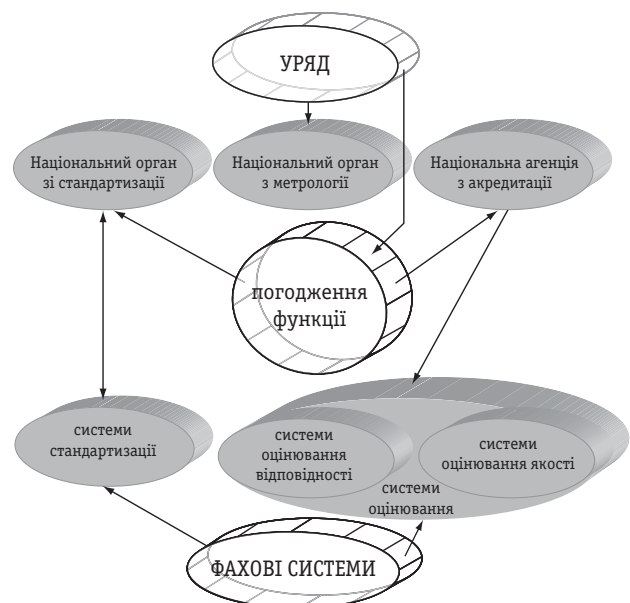 УРЯД
Національний орган
зі стандартизації
Національний орган
з метрології
Національна агенція
з акредитації
погодження
функції
системи
стандартизації
системи
оцінювання
відповідності
системи
оцінювання якості
системи
оцінювання
ФАХОВІ СИСТЕМИ